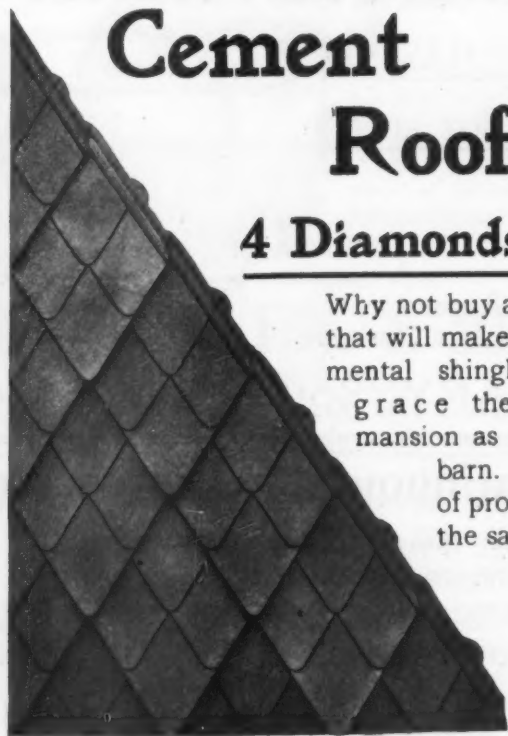 Cement
Roof
4 Diamonds
Why not buy a
that will make
mental shingl
grace the
mansion as
barn.
of pro
the sa